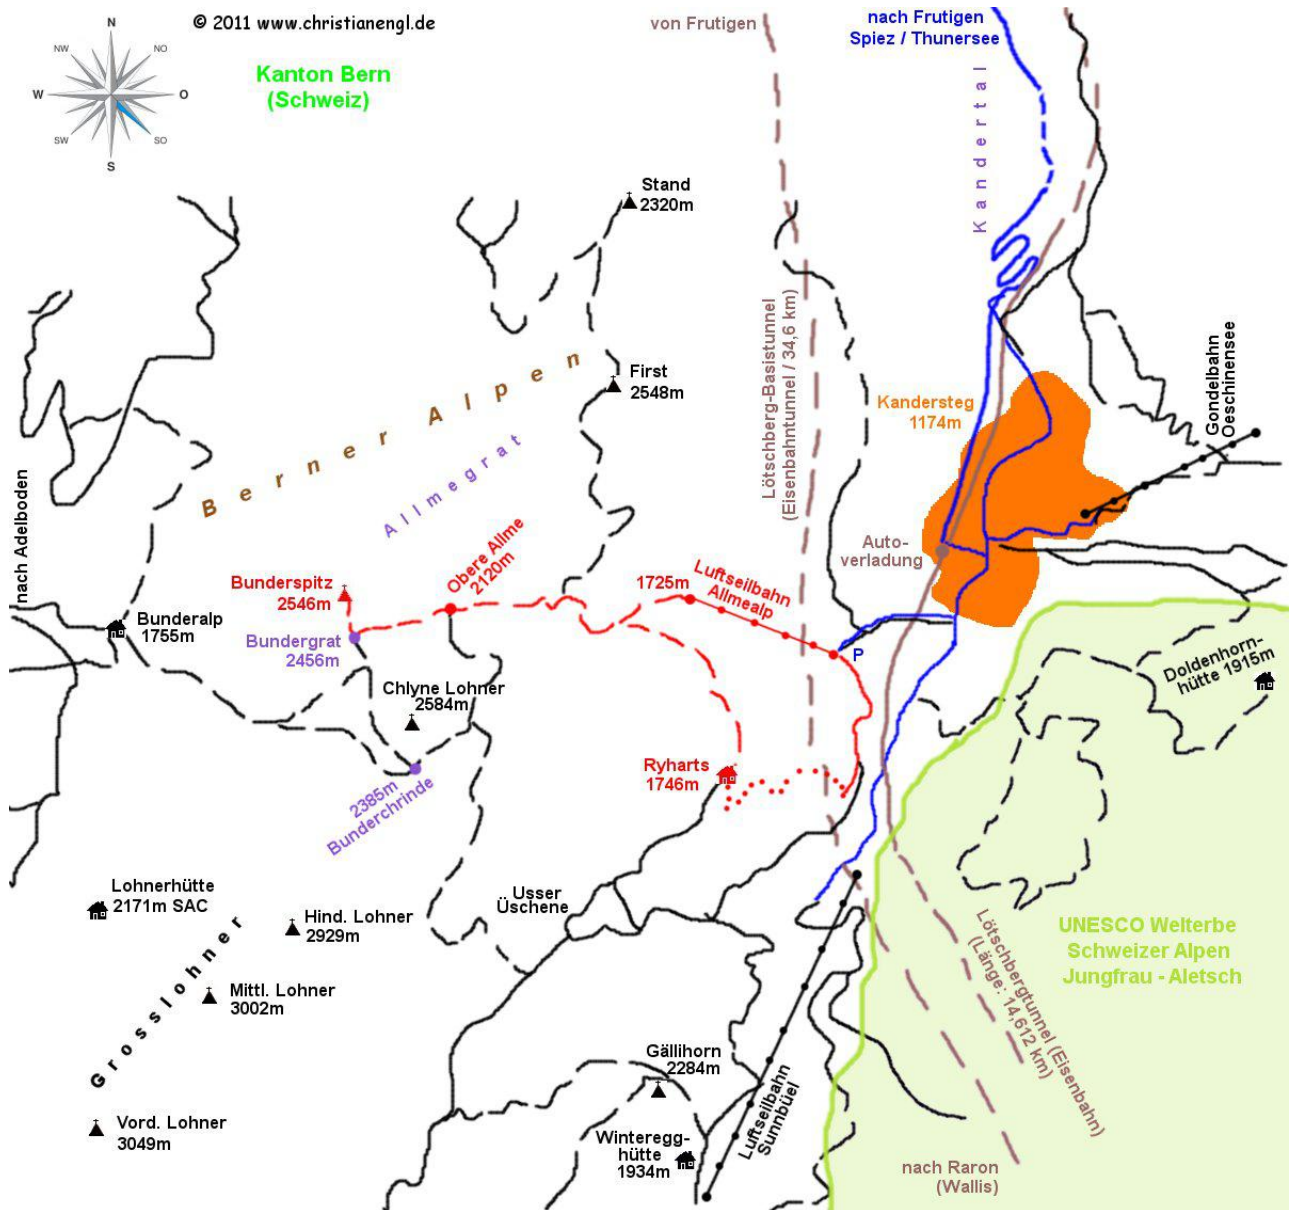 © 2011 www.christianengl.de
N
NW
NO
W
O
SW
SO
S
Kanton Bern
(Schweiz)
von Frutigen
nach Frutigen
Spiez / Thunersee
Kandertal
Stand
2320m
First
2548m
Berner Alpen
Allmegrat
Lötschberg-Basistunnel
(Eisenbahntunnel / 34,6 km)
Kandersteg
1174m
Gondelbahn
Oeschinensee
nach Adelboden
Auto-
verladung
Bunderspitz
2546m
Obere Allme
2120m
1725m
Luftseilbahn
Allmealp
P
Bunderalp
1755m
Bundergrat
2456m
Chlyne Lohner
2584m
Doldenhorn-
hütte 1915m
Ryharts
1746m
2385m
Bunderchrinde
Lohnerhütte
2171m SAC
Hind. Lohner
2929m
Usser
Üschene
Mittl. Lohner
3002m
Grosslohner
Vord. Lohner
3049m
UNESCO Welterbe
Schweizer Alpen
Jungfrau - Aletsch
Lötschbergtunnel (Eisenbahn)
(Länge: 14,612 km)
Gällihorn
2284m
Luftseilbahn
Sunnbüel
Winteregg-
hütte
1934m
nach Raron
(Wallis)